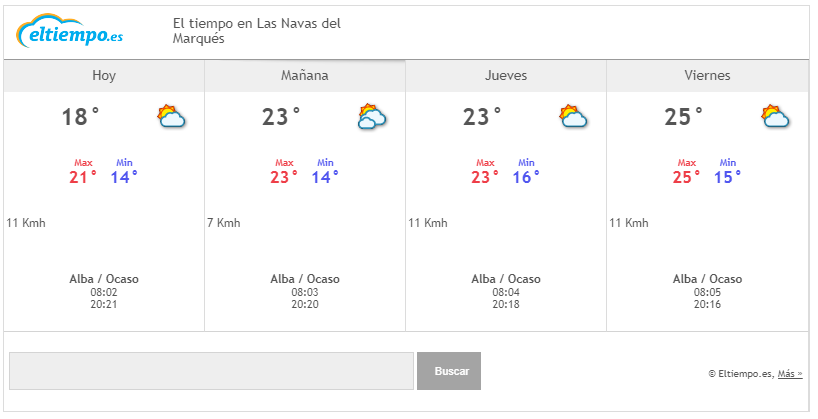 eltiempo.es
El tiempo en Las Navas del
Marqués
Hoy
Mañana
Jueves
Viernes
18°
23°
23°
25°
Max Min
21° 14°
Max Min
23° 14°
Max Min
23° 16°
Max Min
25° 15°
11 Kmh
7 Kmh
11 Kmh
11 Kmh
Alba / Ocaso
08:02
20:21
Alba / Ocaso
08:03
20:20
Alba / Ocaso
08:04
20:18
Alba / Ocaso
08:05
20:16
Buscar
© Eltiempo.es, Más »